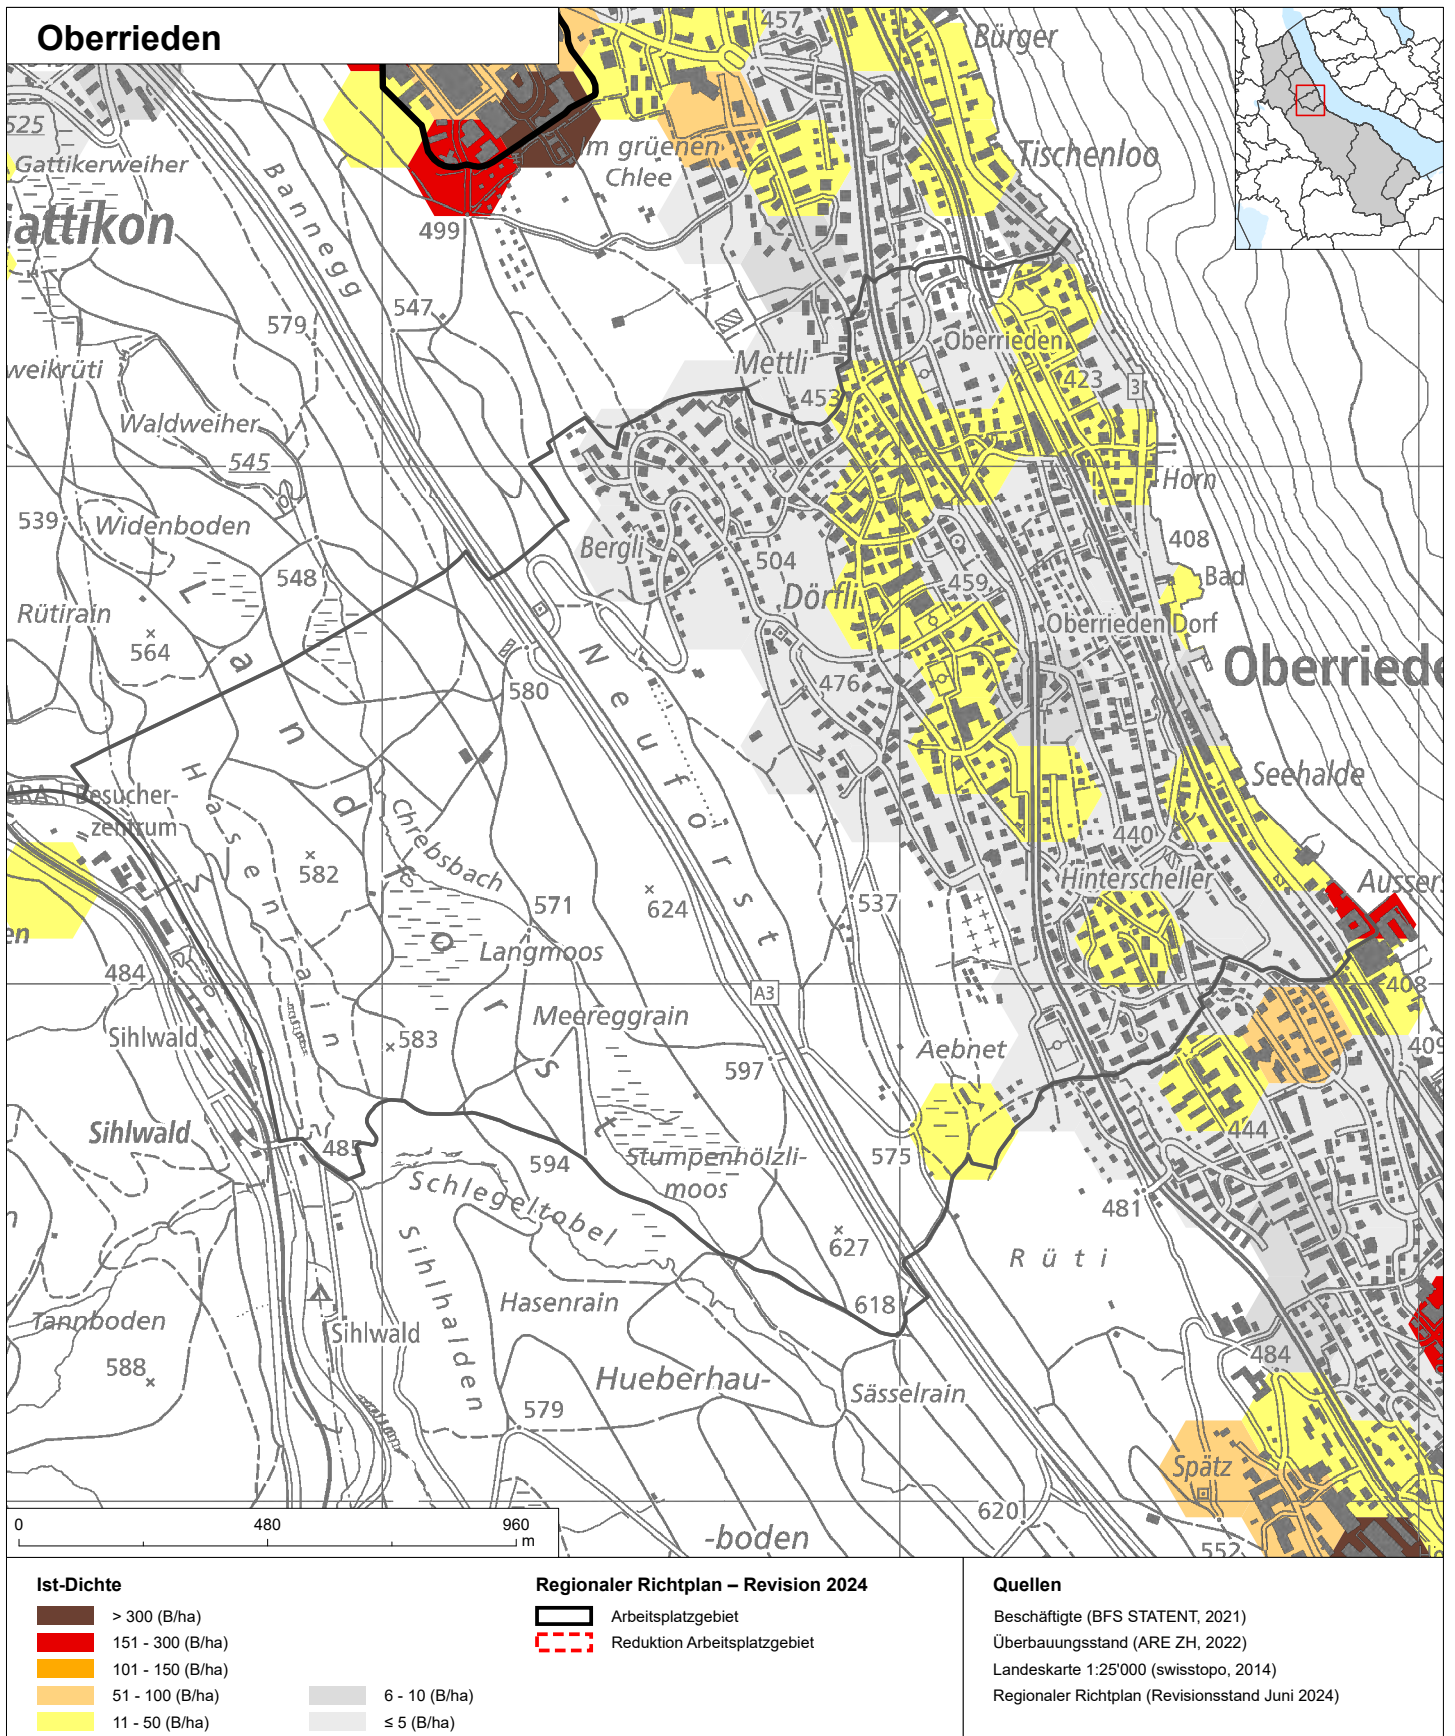 Oberrieden
457
Bürger
525
Gattikerweiher
attikon
Bannegg
499
Im grüenen
Chlee
Tischenloo
547
579
weikrüti
Mettli
Oberrieden
423
3
453
Waldweiher
545
Horn
539
Widenboden
548
Bergli
504
408
Bad
Rütirain
564
Dörfli
459
Oberrieden Dorf
Landforst
Neuforst
580
476
Oberriede
Seehalde
ARA
Besucher-
zentrum
Hasenrain
Chrebsbach
582
440
Hinterscheller
Ausser
571
624
537
en
484
Langmoos
A3
408
Sihlwald
583
Meereggrain
597
Aebnet
409
Sihlwald
485
594
Stumpenhölzli-
moos
575
444
Schlegeltobel
481
627
Rüti
Sihlhalden
Hasenrain
618
Tannboden
588
Sihlwald
484
Hueberhau-
Sässelrain
579
Spätz
620
-boden
552
0 480 960
m
Ist-Dichte
> 300 (B/ha)
151 - 300 (B/ha)
101 - 150 (B/ha)
51 - 100 (B/ha)
11 - 50 (B/ha)
6 - 10 (B/ha)
≤ 5 (B/ha)
Regionaler Richtplan – Revision 2024
Arbeitsplatzgebiet
Reduktion Arbeitsplatzgebiet
Quellen
Beschäftigte (BFS STATENT, 2021)
Überbauungsstand (ARE ZH, 2022)
Landeskarte 1:25'000 (swisstopo, 2014)
Regionaler Richtplan (Revisionsstand Juni 2024)